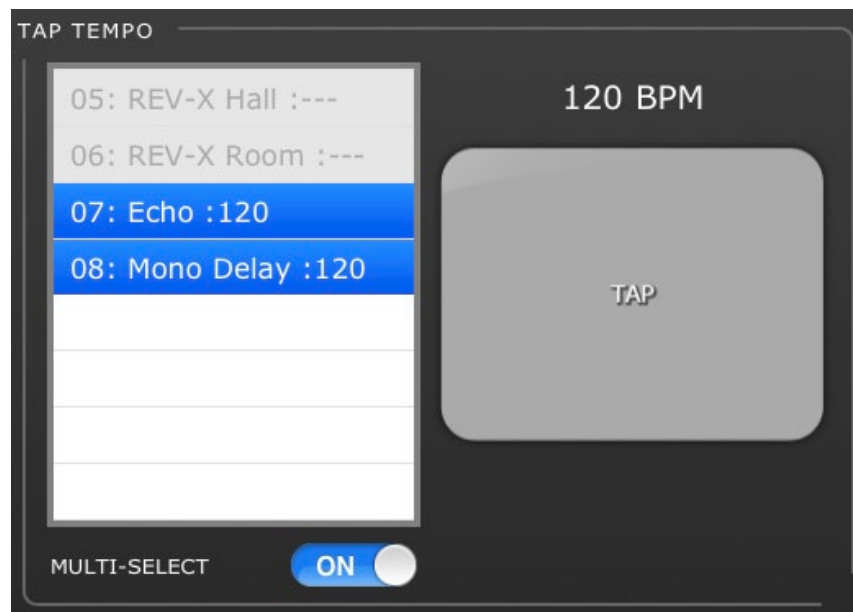 TAP TEMPO
05: REV-X Hall :---
06: REV-X Room :---
07: Echo :120
08: Mono Delay :120
120 BPM
TAP
MULTI-SELECT
ON